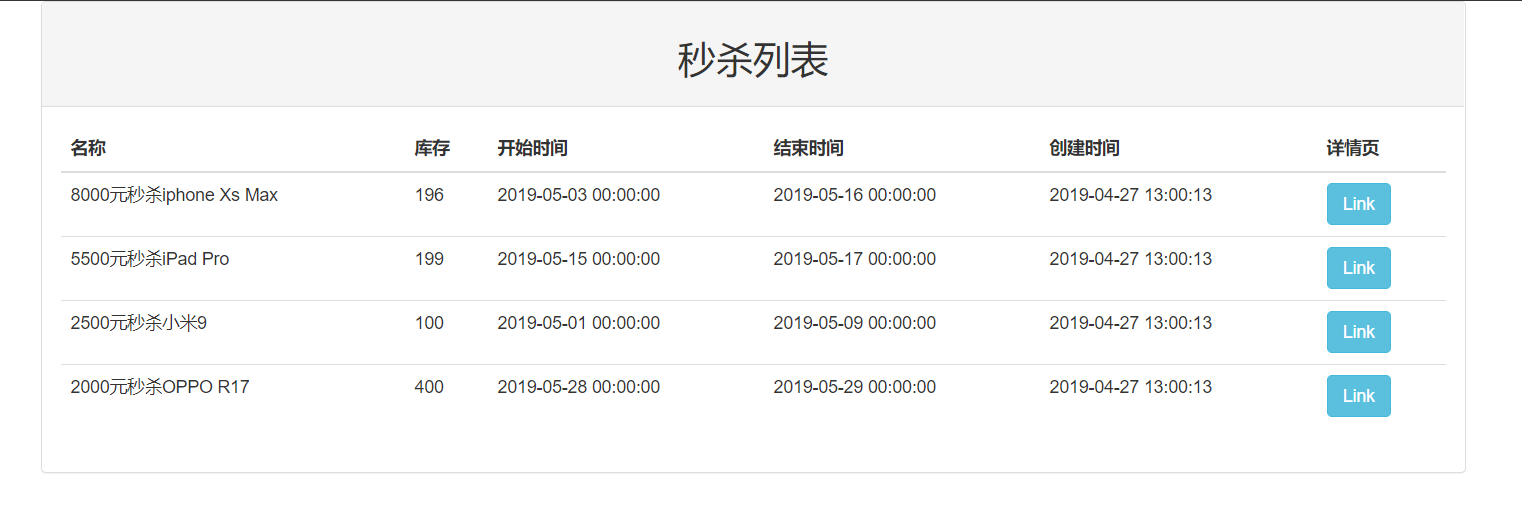 秒杀列表
名称 库存 开始时间 结束时间 创建时间 详情页
8000元秒杀iphone Xs Max 196 2019-05-03 00:00:00 2019-05-16 00:00:00 2019-04-27 13:00:13 Link
5500元秒杀iPad Pro 199 2019-05-15 00:00:00 2019-05-17 00:00:00 2019-04-27 13:00:13 Link
2500元秒杀小米9 100 2019-05-01 00:00:00 2019-05-09 00:00:00 2019-04-27 13:00:13 Link
2000元秒杀OPPO R17 400 2019-05-28 00:00:00 2019-05-29 00:00:00 2019-04-27 13:00:13 Link